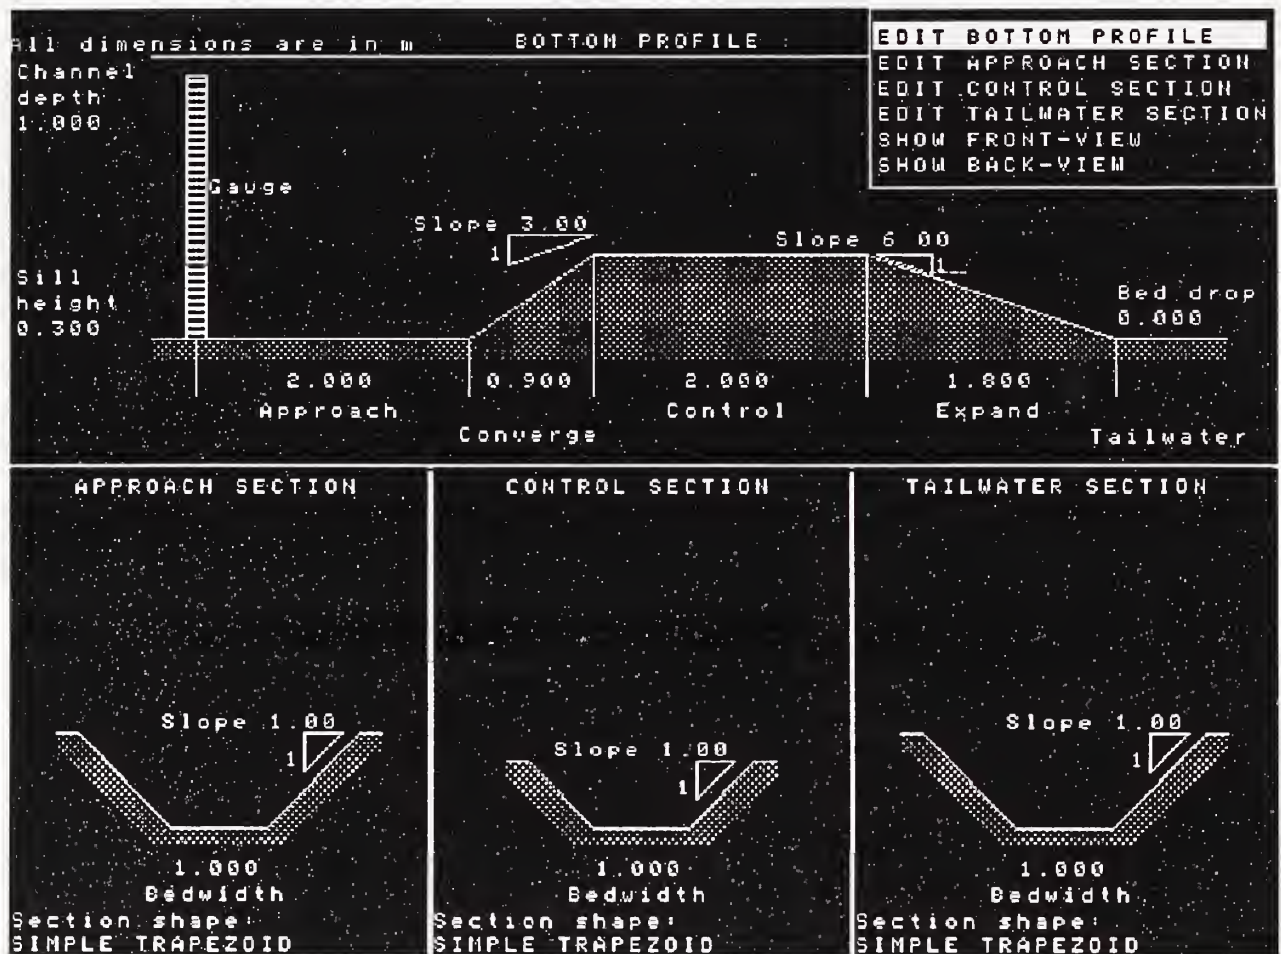 All dimensions are in m
BOTTOM PROFILE :
EDIT BOTTOM PROFILE
EDIT APPROACH SECTION
EDIT CONTROL SECTION
EDIT TAILWATER SECTION
SHOW FRONT-VIEW
SHOW BACK-VIEW
Channel
depth
1.000
Gauge
Slope 3.00
1
Slope 6.00
1
Sill
height
0.300
Bed drop
0.000
2.000
0.900
2.000
1.800
Approach
Control
Expand
Converge
Tailwater
APPROACH SECTION
Slope 1.00
1
1.000
Bedwidth
Section shape:
SIMPLE TRAPEZOID
CONTROL SECTION
Slope 1.00
1
1.000
Bedwidth
Section shape:
SIMPLE TRAPEZOID
TAILWATER SECTION
Slope 1.00
1
1.000
Bedwidth
Section shape:
SIMPLE TRAPEZOID